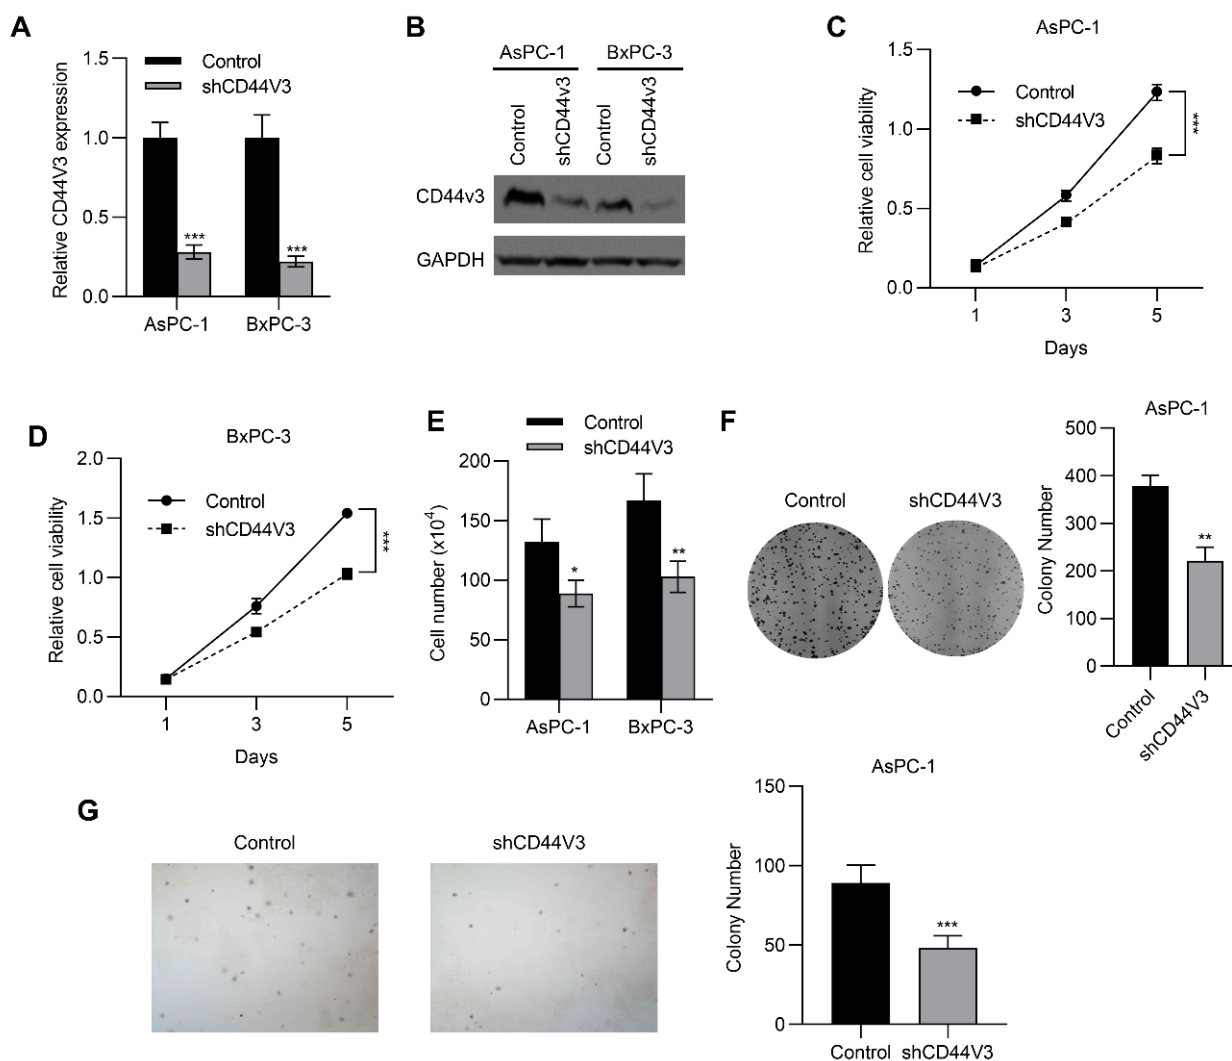 A
Relative CD44V3 expression
1.5
1.0
0.5
0.0
Control
shCD44V3
***
***
AsPC-1
BxPC-3
B
AsPC-1
BxPC-3
Control
shCD44v3
Control
shCD44v3
CD44v3
GAPDH
C
AsPC-1
Relative cell viability
1.5
1.0
0.5
0.0
Control
shCD44V3
***
1
3
5
Days
D
BxPC-3
Relative cell viability
2.0
1.5
1.0
0.5
0.0
Control
shCD44V3
***
1
3
5
Days
E
Control
shCD44V3
Cell number (x10⁴)
200
150
100
50
0
*
**
AsPC-1
BxPC-3
F
Control
shCD44V3
AsPC-1
Colony Number
500
400
300
200
100
0
**
Control
shCD44V3
G
Control
shCD44V3
AsPC-1
Colony Number
150
100
50
0
***
Control
shCD44V3